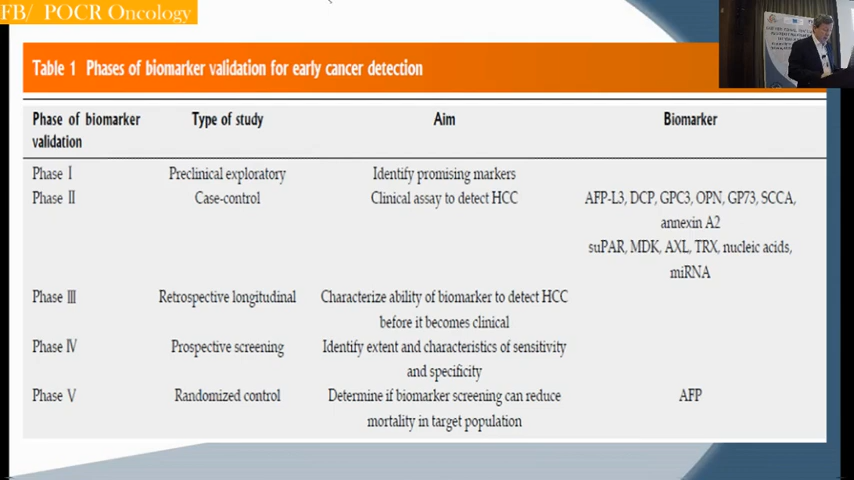 FB/ POCR Oncology
Table 1 Phases of biomarker validation for early cancer detection
Phase of biomarker validation Type of study Aim Biomarker
Phase Ⅰ Preclinical exploratory Identify promising markers
Phase Ⅱ Case-control Clinical assay to detect HCC AFP-L3, DCP, GPC3, OPN, GP73, SCCA,
annexin A2
suPAR, MDK, AXL, TRX, nucleic acids,
miRNA
Phase Ⅲ Retrospective longitudinal Characterize ability of biomarker to detect HCC
before it becomes clinical
Phase Ⅳ Prospective screening Identify extent and characteristics of sensitivity
and specificity
Phase Ⅴ Randomized control Determine if biomarker screening can reduce AFP
mortality in target population